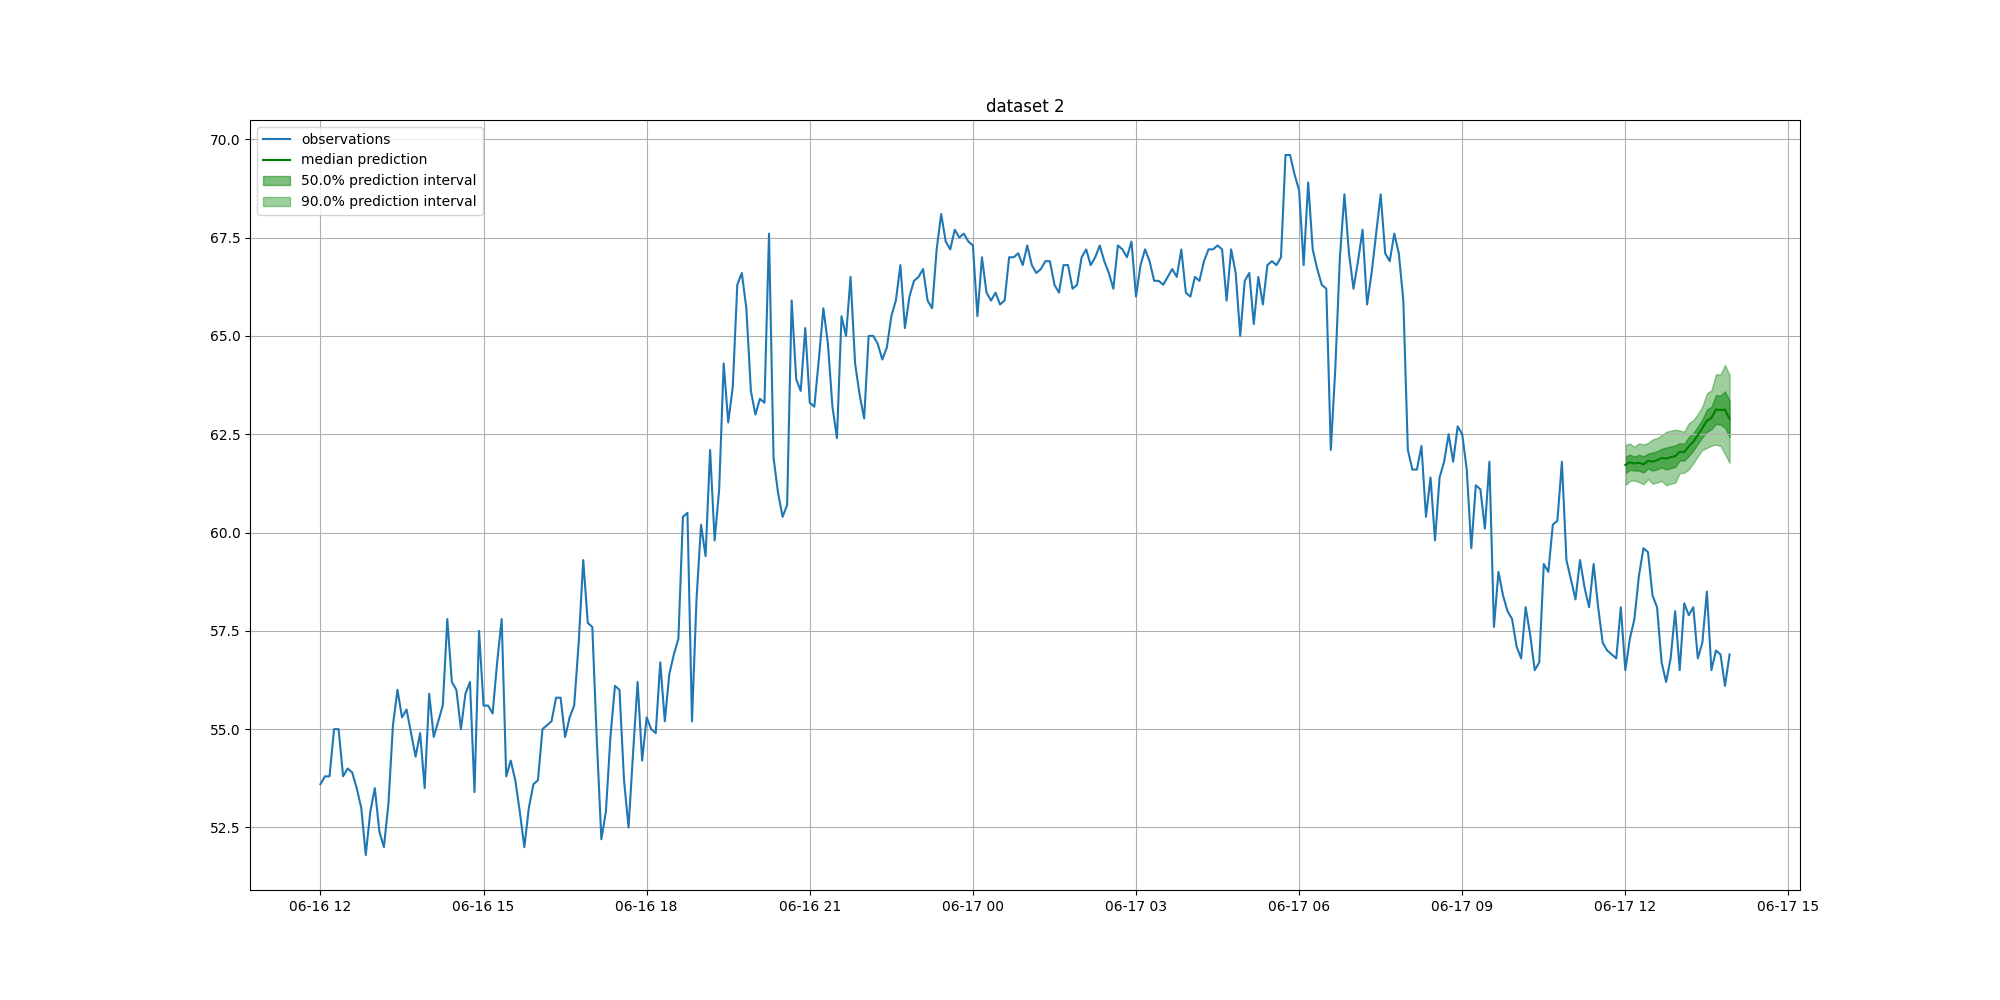 dataset 2
observations
median prediction
50.0% prediction interval
90.0% prediction interval
70.0
67.5
65.0
62.5
60.0
57.5
55.0
52.5
06-16 12 06-16 15 06-16 18 06-16 21 06-17 00 06-17 03 06-17 06 06-17 09 06-17 12 06-17 15